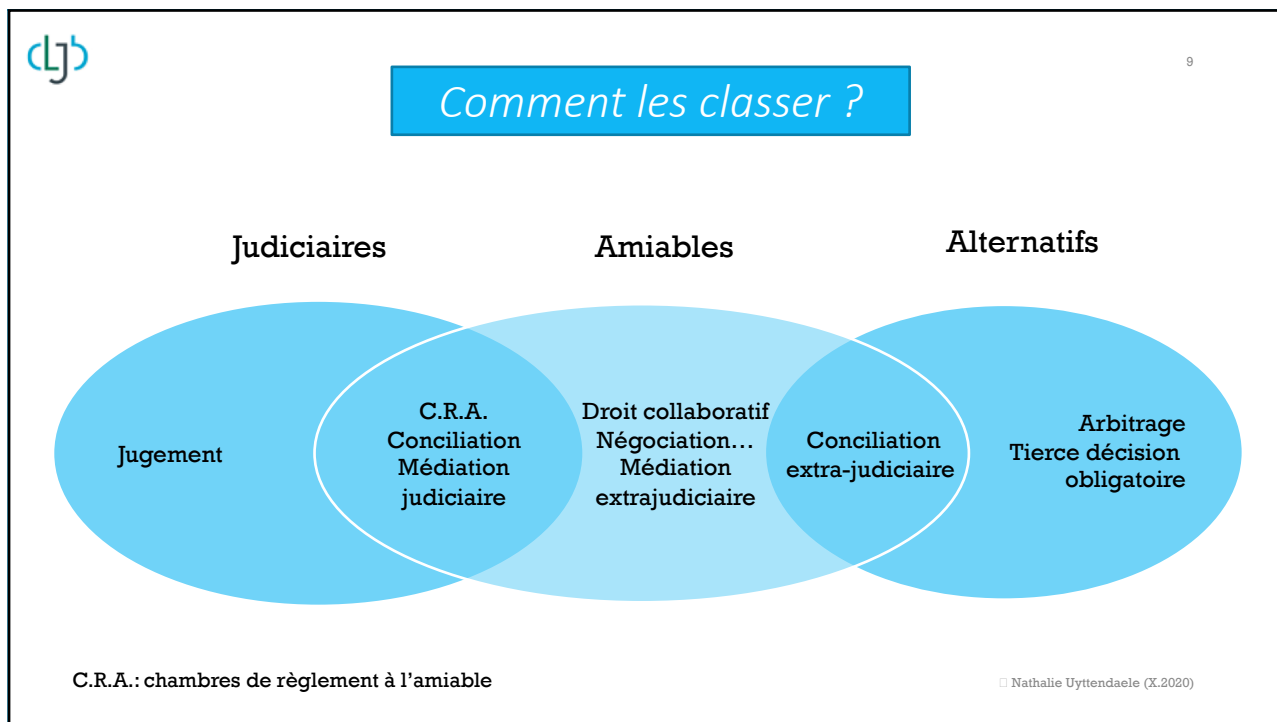 cLJb
9
Comment les classer ?
Judiciaires
Amiables
Alternatifs
Jugement
C.R.A.
Conciliation
Médiation
judiciaire
Droit collaboratif
Négociation…
Médiation
extrajudiciaire
Conciliation
extra-judiciaire
Arbitrage
Tierce décision
obligatoire
C.R.A.: chambres de règlement à l’amiable
□ Nathalie Uyttendaele (X.2020)